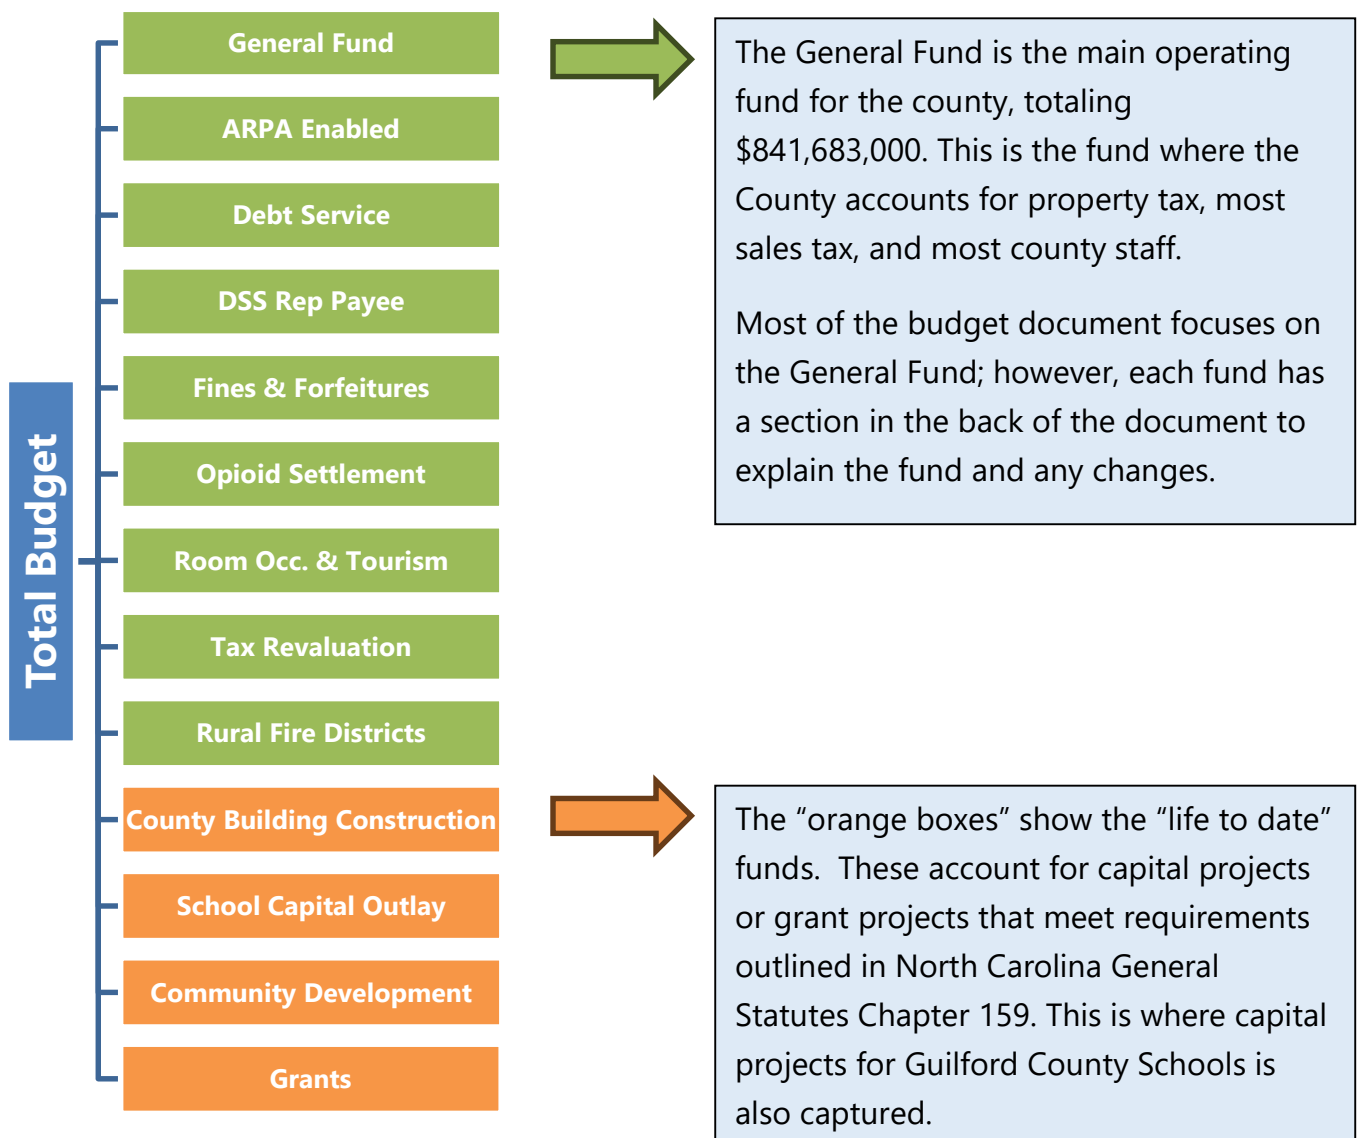 Total Budget
General Fund
ARPA Enabled
Debt Service
DSS Rep Payee
Fines & Forfeitures
Opioid Settlement
Room Occ. & Tourism
Tax Revaluation
Rural Fire Districts
County Building Construction
School Capital Outlay
Community Development
Grants
The General Fund is the main operating
fund for the county, totaling
$841,683,000. This is the fund where the
County accounts for property tax, most
sales tax, and most county staff.
Most of the budget document focuses on
the General Fund; however, each fund has
a section in the back of the document to
explain the fund and any changes.
The “orange boxes” show the “life to date”
funds.  These account for capital projects
or grant projects that meet requirements
outlined in North Carolina General
Statutes Chapter 159. This is where capital
projects for Guilford County Schools is
also captured.